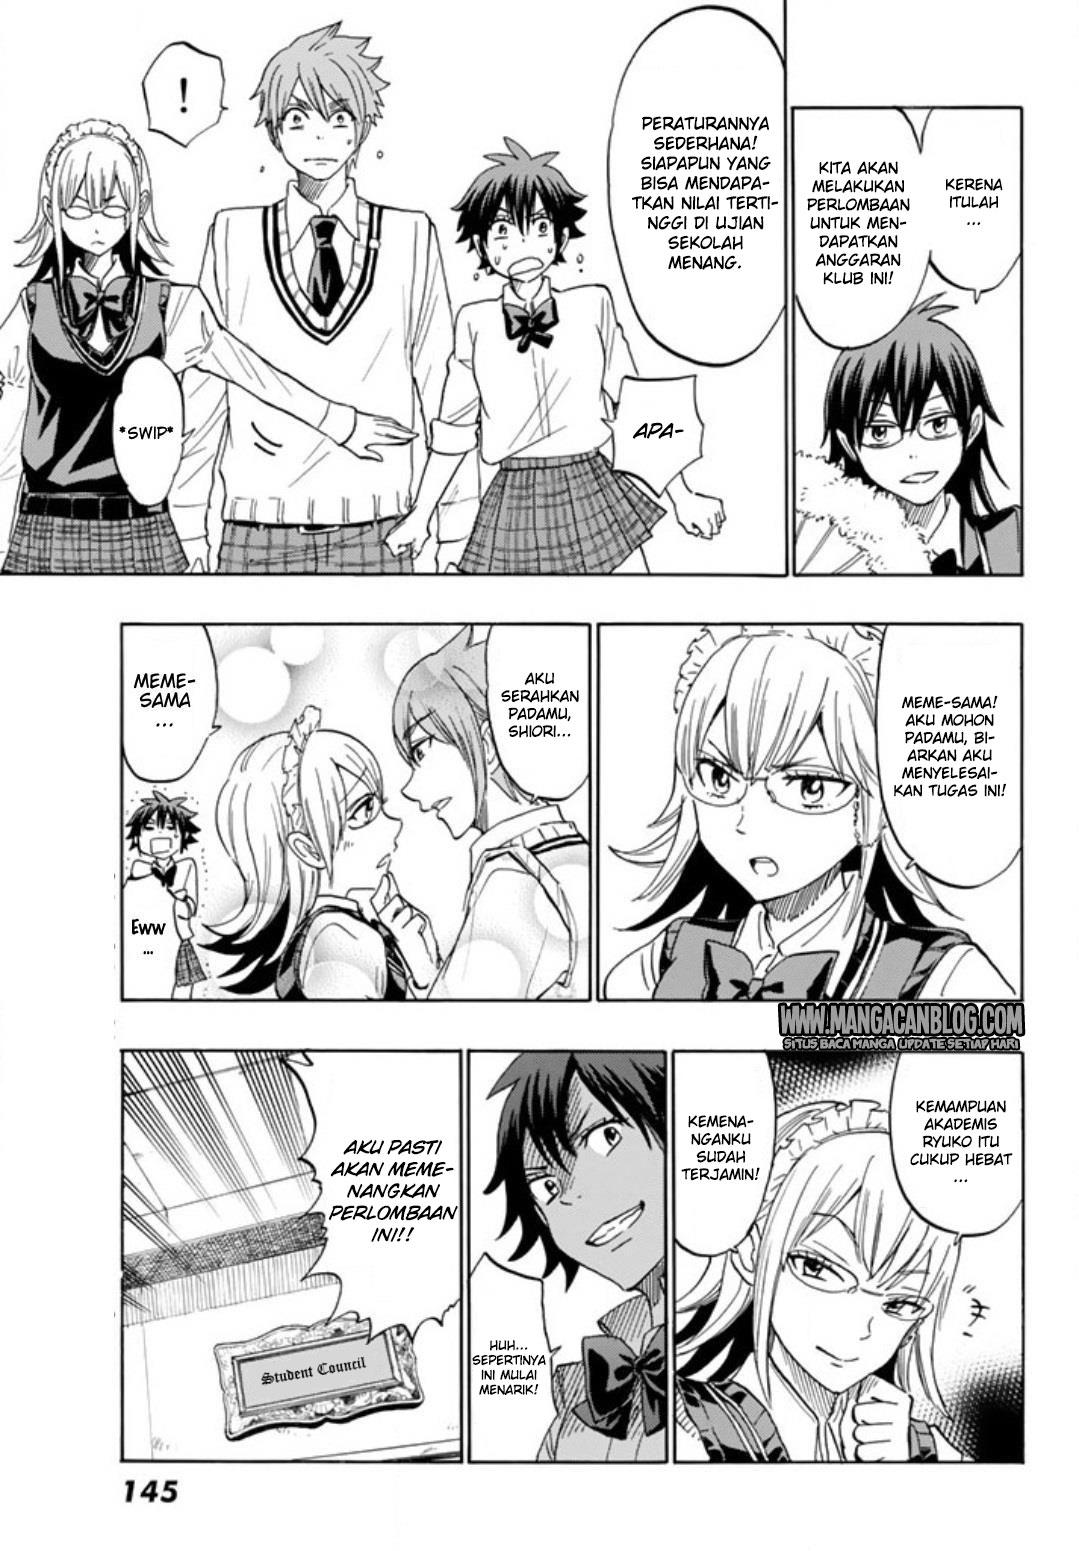 KERENA
ITULAH
...
KITA AKAN
MELAKUKAN
PERLOMBAAN
UNTUK MEN-
DAPATKAN
ANGGARAN
KLUB INI!
PERATURANNYA
SEDERHANA!
SIAPAPUN YANG
BISA MENDAPA-
TKAN NILAI TERTI-
NGGI DI UJIAN
SEKOLAH
MENANG.
APA-
!
*SWIP*
MEME-SAMA!
AKU MOHON
PADAMU, BI-
ARKAN AKU
MENYELESAI-
KAN TUGAS INI!
AKU
SERAHKAN
PADAMU,
SHIORI...
MEME-
SAMA
...
EWW
...
WWW.MANGACANBLOG.COM
SITUS BACA MANGA UPDATE SETIAP HARI
KEMAMPUAN
AKADEMIS
RYUKO ITU
CUKUP HEBAT
...
KEMENA-
NGANKU
SUDAH
TERJAMIN!
HUH...
SEPERTINYA
INI MULAI
MENARIK!
AKU PASTI
AKAN MEME-
NANGKAN
PERLOMBAAN
INI!!
Student Council
145